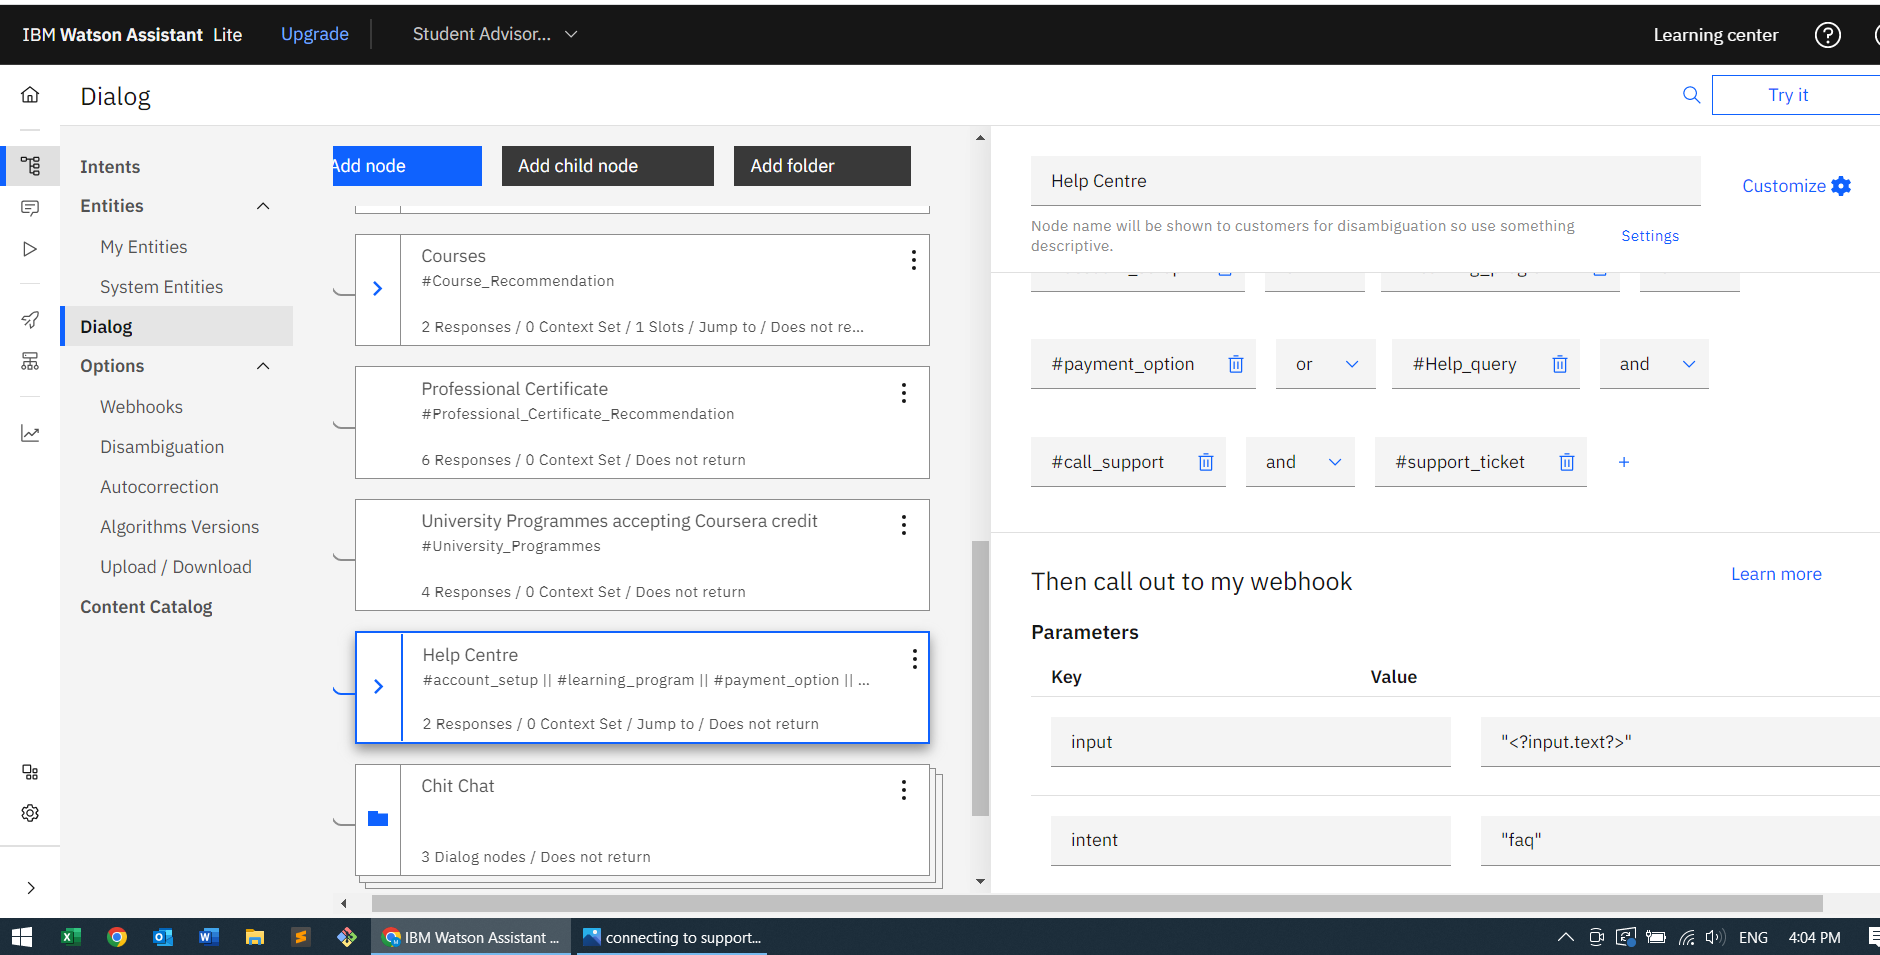 IBM Watson Assistant Lite
Upgrade
Student Advisor...
Learning center
Dialog
Try it
Intents
Entities
My Entities
System Entities
Dialog
Options
Webhooks
Disambiguation
Autocorrection
Algorithms Versions
Upload / Download
Content Catalog
Add node
Add child node
Add folder
Courses
#Course_Recommendation
2 Responses / 0 Context Set / 1 Slots / Jump to / Does not re...
Professional Certificate
#Professional_Certificate_Recommendation
6 Responses / 0 Context Set / Does not return
University Programmes accepting Coursera credit
#University_Programmes
4 Responses / 0 Context Set / Does not return
Help Centre
#account_setup || #learning_program || #payment_option || ...
2 Responses / 0 Context Set / Jump to / Does not return
Chit Chat
3 Dialog nodes / Does not return
Help Centre
Customize
Node name will be shown to customers for disambiguation so use something
descriptive.
Settings
#payment_option or #Help_query and
#call_support and #support_ticket +
Then call out to my webhook
Learn more
Parameters
Key Value
input "<?input.text?>"
intent "faq"
IBM Watson Assistant ...
connecting to support...
ENG
4:04 PM